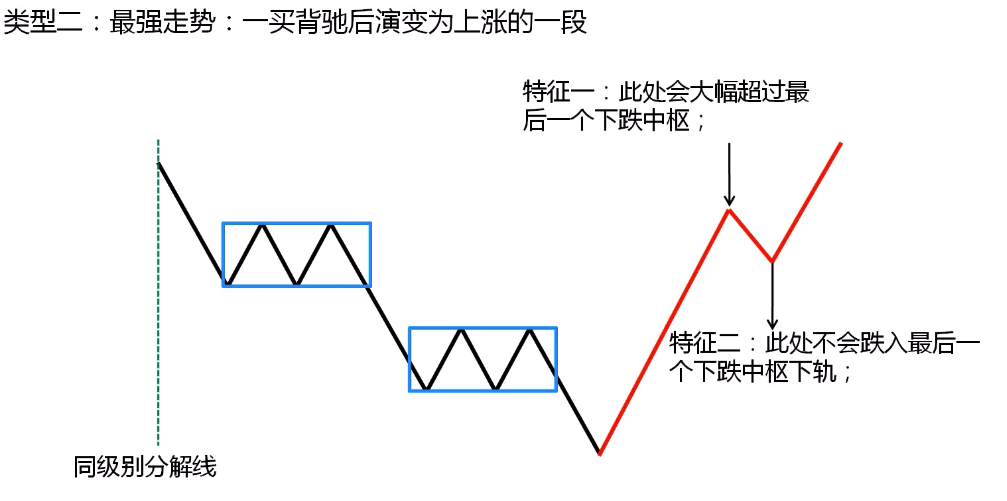 类型二：最强走势：一买背驰后演变为上涨的一段
特征一：此处会大幅超过最
后一个下跌中枢；
特征二：此处不会跌入最后一
个下跌中枢下轨；
同级别分解线